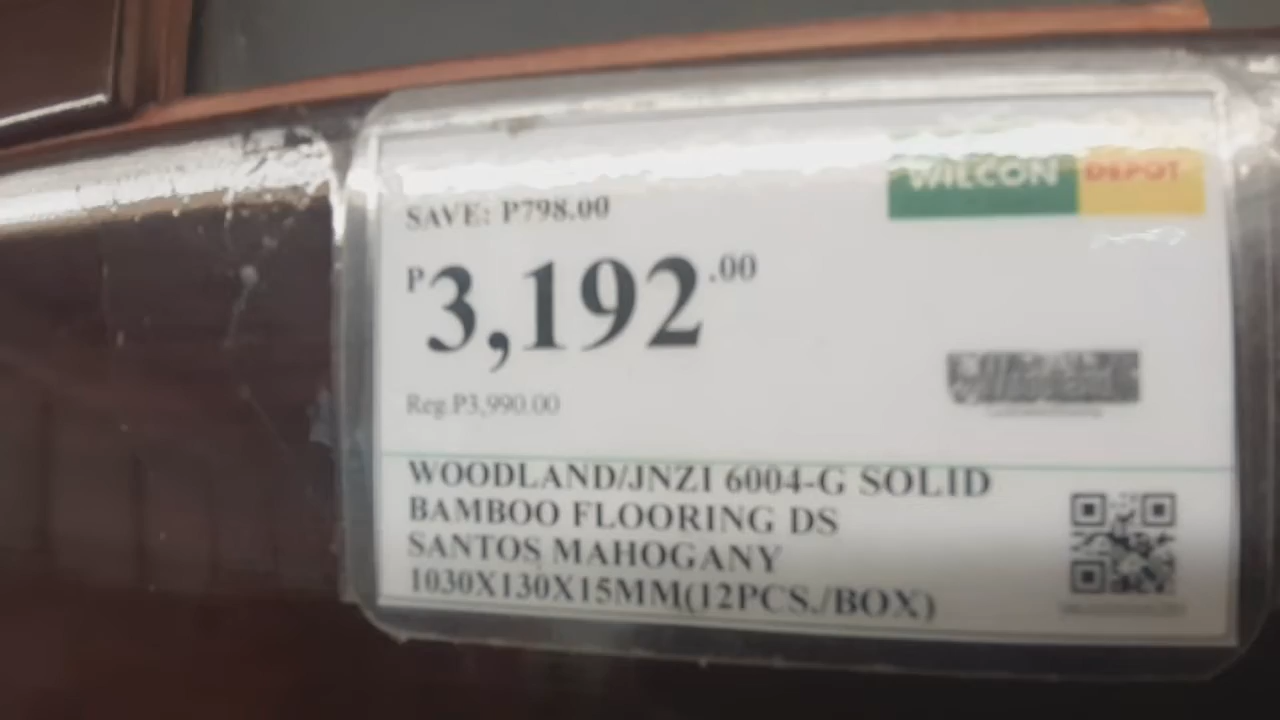 WILCON DEPOT
SAVE: P798.00
P3,192.00
Reg.P3,990.00
WOODLAND/JNZI 6004-G SOLID
BAMBOO FLOORING DS
SANTOS MAHOGANY
1030X130X15MM(12PCS./BOX)